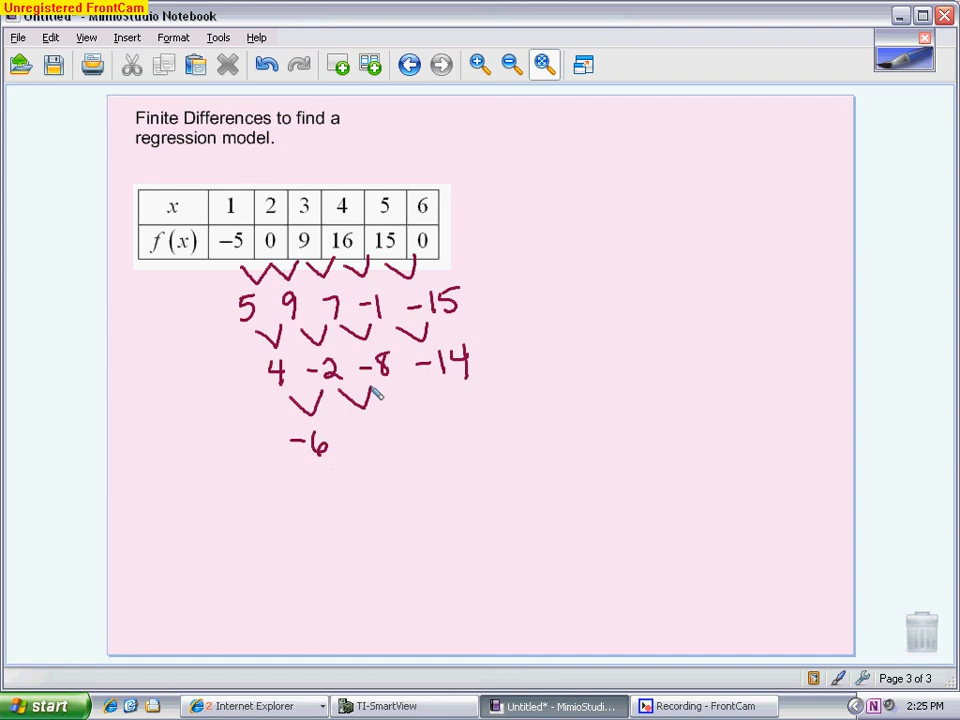 Unregistered FrontCam
Untitled* - MimioStudio Notebook
File Edit View Insert Format Tools Help
Finite Differences to find a
regression model.
x 1 2 3 4 5 6
f(x) −5 0 9 16 15 0
5 9 7 -1 -15
4 -2 -8 -14
-6
Page 3 of 3
start 2 Internet Explorer TI-SmartView Untitled* - MimioStudi... Recording - FrontCam 2:25 PM